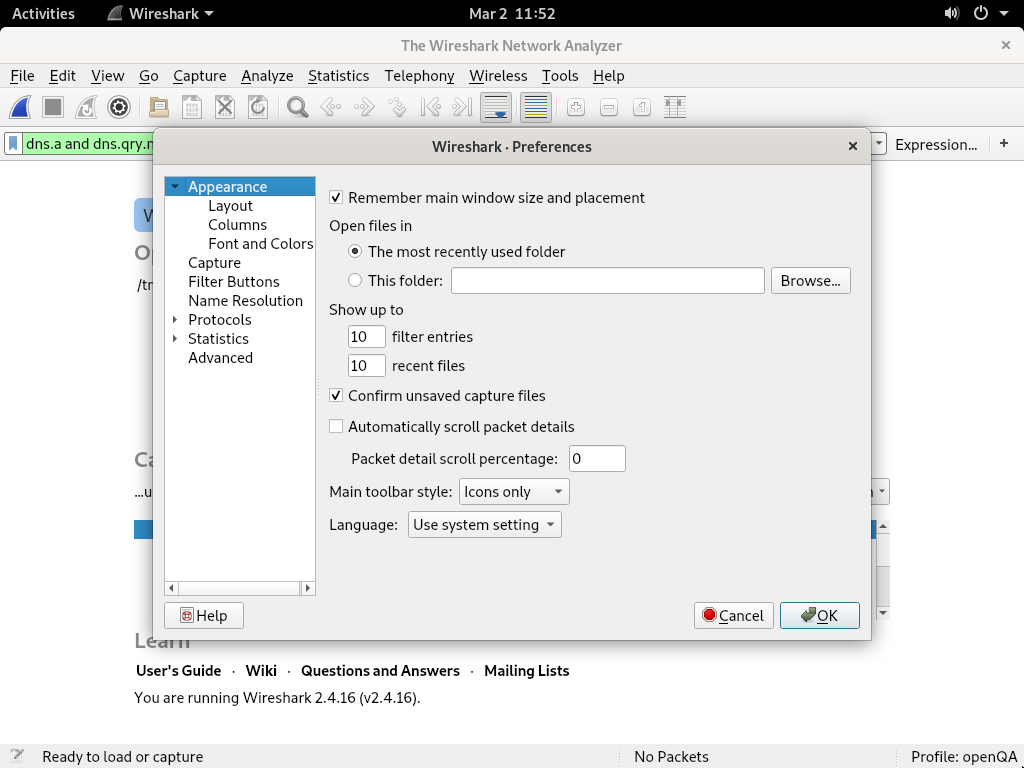 Activities Wireshark Mar 2 11:52
The Wireshark Network Analyzer
File Edit View Go Capture Analyze Statistics Telephony Wireless Tools Help
dns.a and dns.qry. Expression... +
Wireshark · Preferences
Appearance
Layout
Columns
Font and Colors
Capture
Filter Buttons
Name Resolution
Protocols
Statistics
Advanced
Remember main window size and placement
Open files in
The most recently used folder
This folder: Browse...
Show up to
10 filter entries
10 recent files
Confirm unsaved capture files
Automatically scroll packet details
Packet detail scroll percentage: 0
Main toolbar style: Icons only
Language: Use system setting
Help Cancel OK
...u
Learn
User's Guide · Wiki · Questions and Answers · Mailing Lists
You are running Wireshark 2.4.16 (v2.4.16).
Ready to load or capture No Packets Profile: openQA